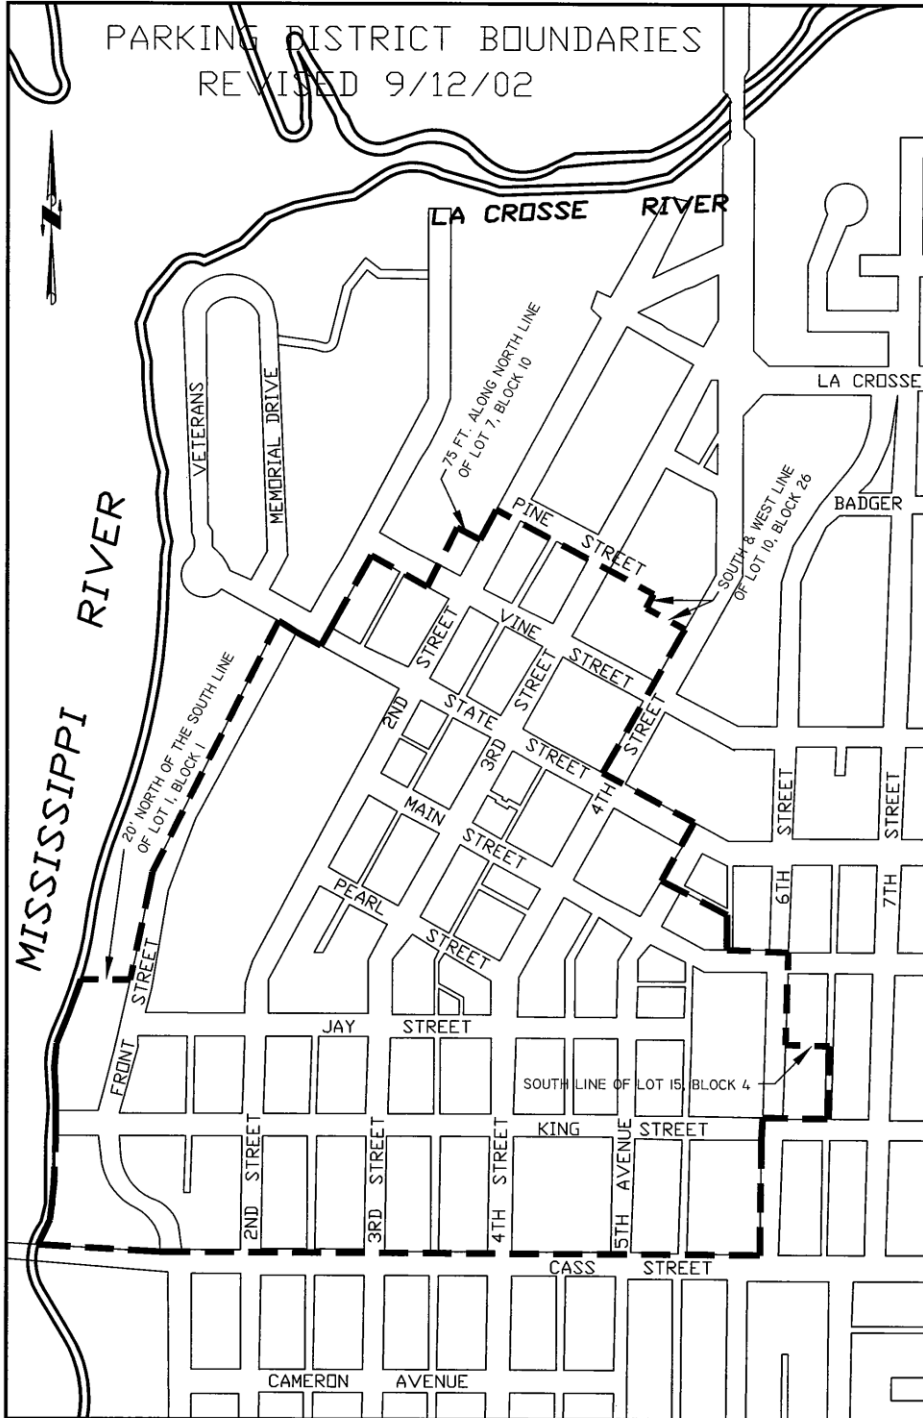 PARKING DISTRICT BOUNDARIES
REVISED 9/12/02
LA CROSSE RIVER
MISSISSIPPI RIVER
VETERANS
MEMORIAL DRIVE
75 FT. ALONG NORTH LINE
OF LOT 7, BLOCK 10
LA CROSSE
BADGER
SOUTH & WEST LINE
OF LOT 10, BLOCK 26
PINE STREET
VINE STREET
STATE STREET
2ND STREET
3RD STREET
4TH STREET
MAIN STREET
PEARL STREET
6TH STREET
7TH STREET
20' NORTH OF THE SOUTH LINE
OF LOT 1, BLOCK 1
FRONT STREET
JAY STREET
SOUTH LINE OF LOT 15, BLOCK 4
KING STREET
2ND STREET
3RD STREET
4TH STREET
5TH AVENUE
CASS STREET
CAMERON AVENUE